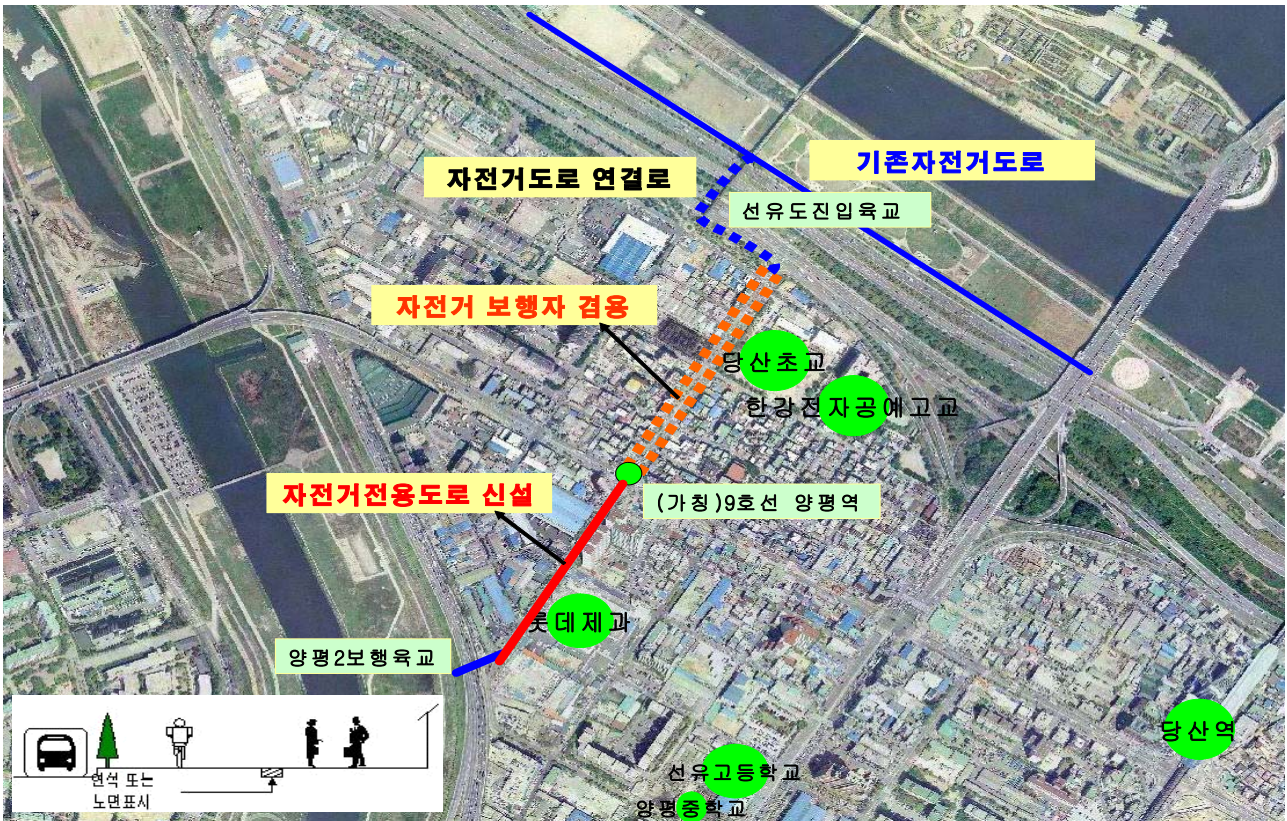 기존자전거도로
자전거도로 연결로
선유도진입육교
자전거 보행자 겸용
당산초교
한강전자공예고교
자전거전용도로 신설
(가칭)9호선 양평역
롯데제과
양평2보행육교
당산역
선유고등학교
양평중학교
연석 또는
노면표시